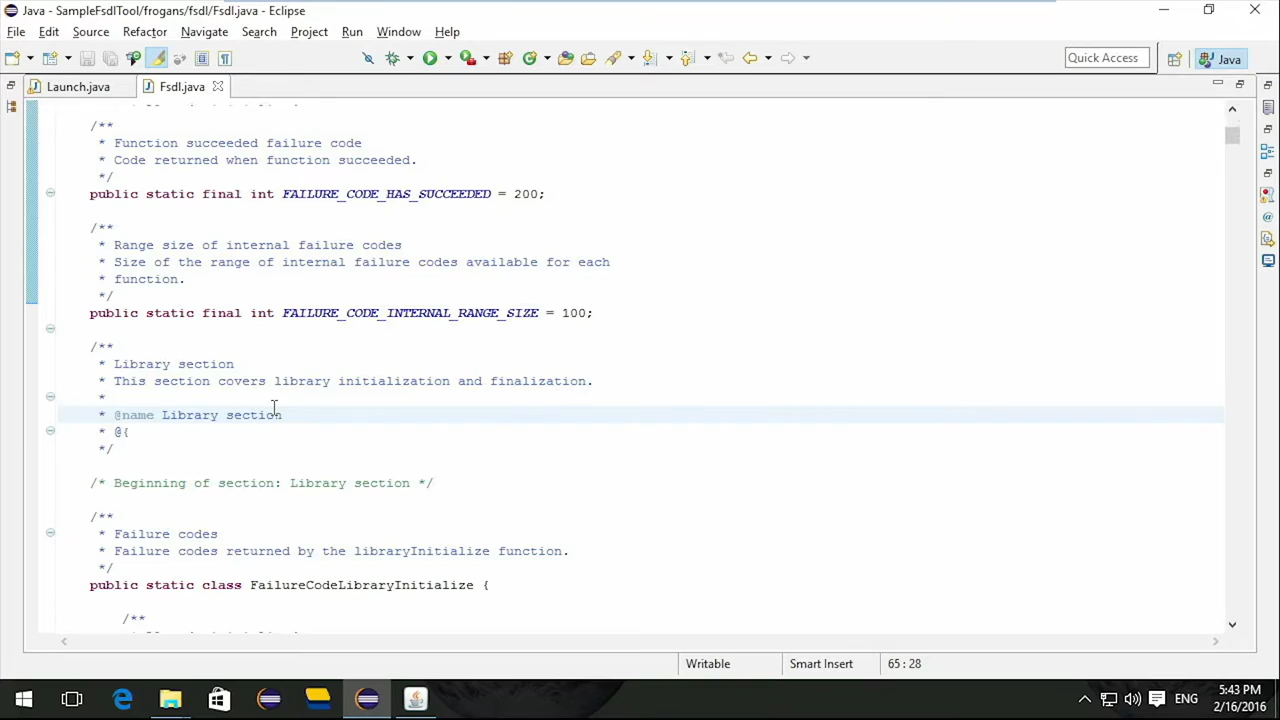 Java - SampleFsdlTool/frogans/fsdl/Fsdl.java - Eclipse
File Edit Source Refactor Navigate Search Project Run Window Help
Quick Access
Java
Launch.java
Fsdl.java
/**
* Function succeeded failure code
* Code returned when function succeeded.
*/
public static final int FAILURE_CODE_HAS_SUCCEEDED = 200;
/**
* Range size of internal failure codes
* Size of the range of internal failure codes available for each
* function.
*/
public static final int FAILURE_CODE_INTERNAL_RANGE_SIZE = 100;
/**
* Library section
* This section covers library initialization and finalization.
*
* @name Library section
* @{
*/
/* Beginning of section: Library section */
/**
* Failure codes
* Failure codes returned by the libraryInitialize function.
*/
public static class FailureCodeLibraryInitialize {
/**
Writable Smart Insert 65 : 28
ENG
5:43 PM
2/16/2016